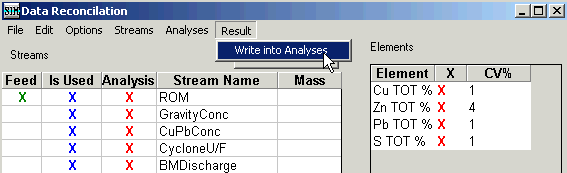 SIM Data Reconcilation
File Edit Options Streams Analyses Result
Write into Analyses
Streams
Elements
Feed Is Used Analysis Stream Name Mass
X X X ROM
X X GravityConc
X X CuPbConc
X X CycloneU/F
X X BMDischarge
Element X CV%
Cu TOT % X 1
Zn TOT % X 4
Pb TOT % X 1
S TOT % X 1